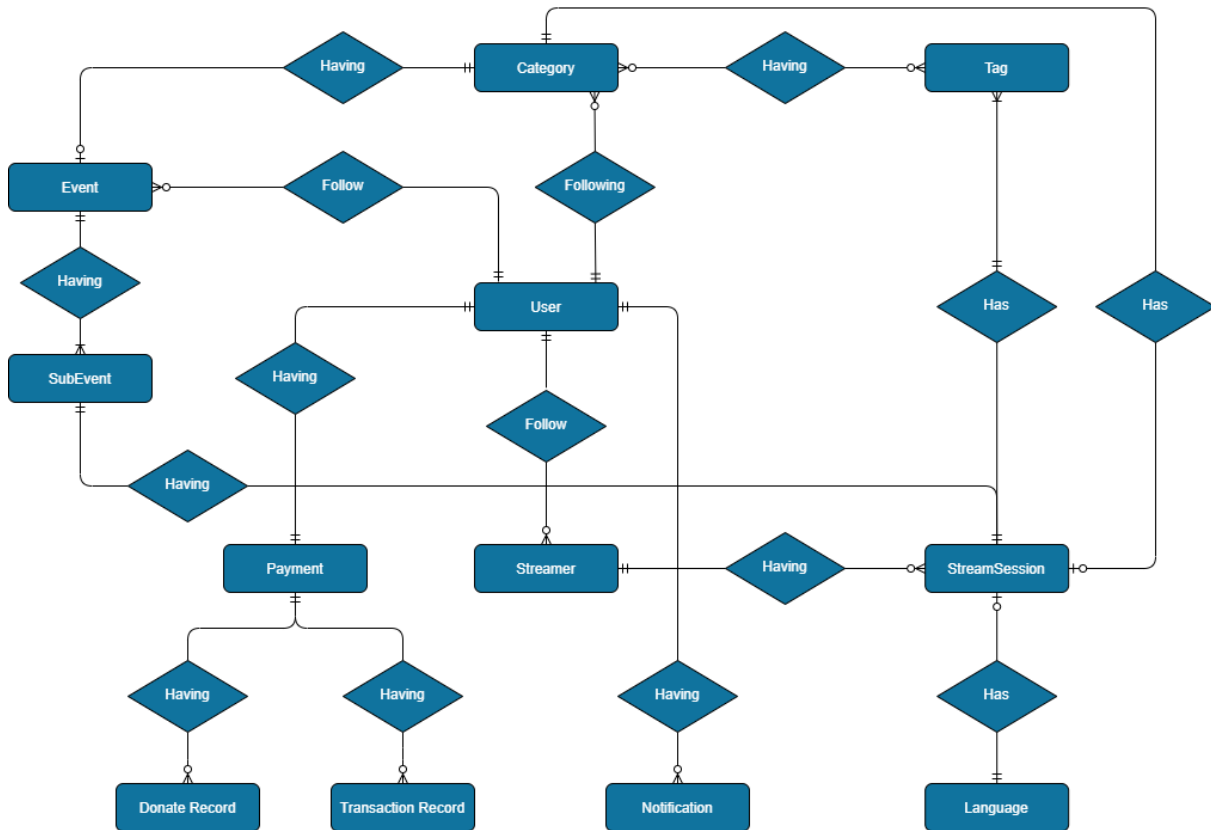 Having
Category
Having
Tag
Event
Follow
Following
Having
User
Has
Has
SubEvent
Having
Follow
Having
Payment
Streamer
Having
StreamSession
Having
Having
Having
Has
Donate Record
Transaction Record
Notification
Language